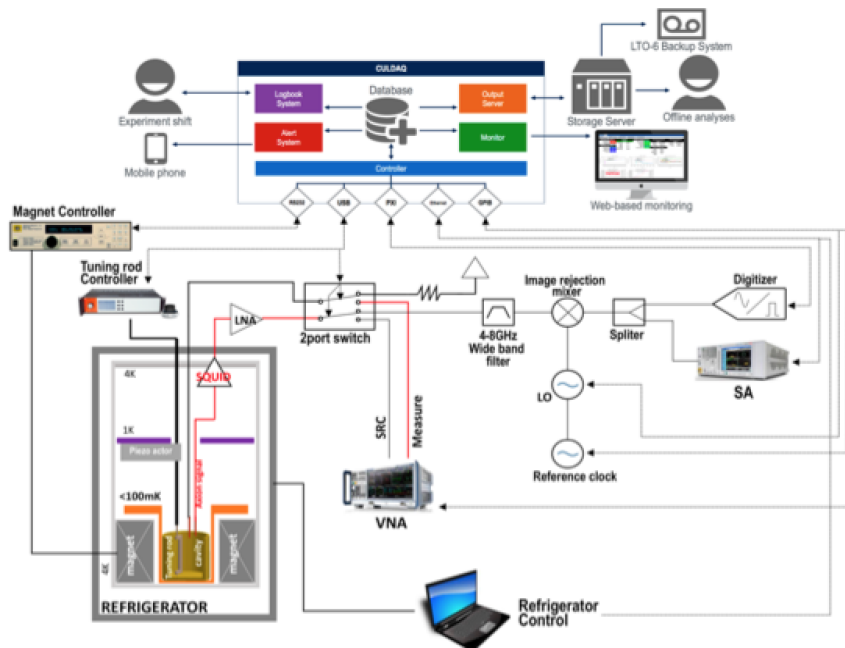 LTO-6 Backup System
CULDAQ
Logbook
System
Database
Output
Server
Experiment shift
Storage Server
Offline analyses
Alert
System
Monitor
Mobile phone
Controller
Web-based monitoring
RS232
USB
PXI
Ethernet
GPIB
Magnet Controller
Tuning rod
Controller
Image rejection
mixer
Digitizer
LNA
2port switch
4-8GHz
Wide band
filter
Spliter
4K
SQUID
SA
LO
1K
Piezo actor
SRC
Measure
Axion signal
Reference clock
<100mK
VNA
magnet
Tuning rod
cavity
magnet
4K
REFRIGERATOR
Refrigerator
Control